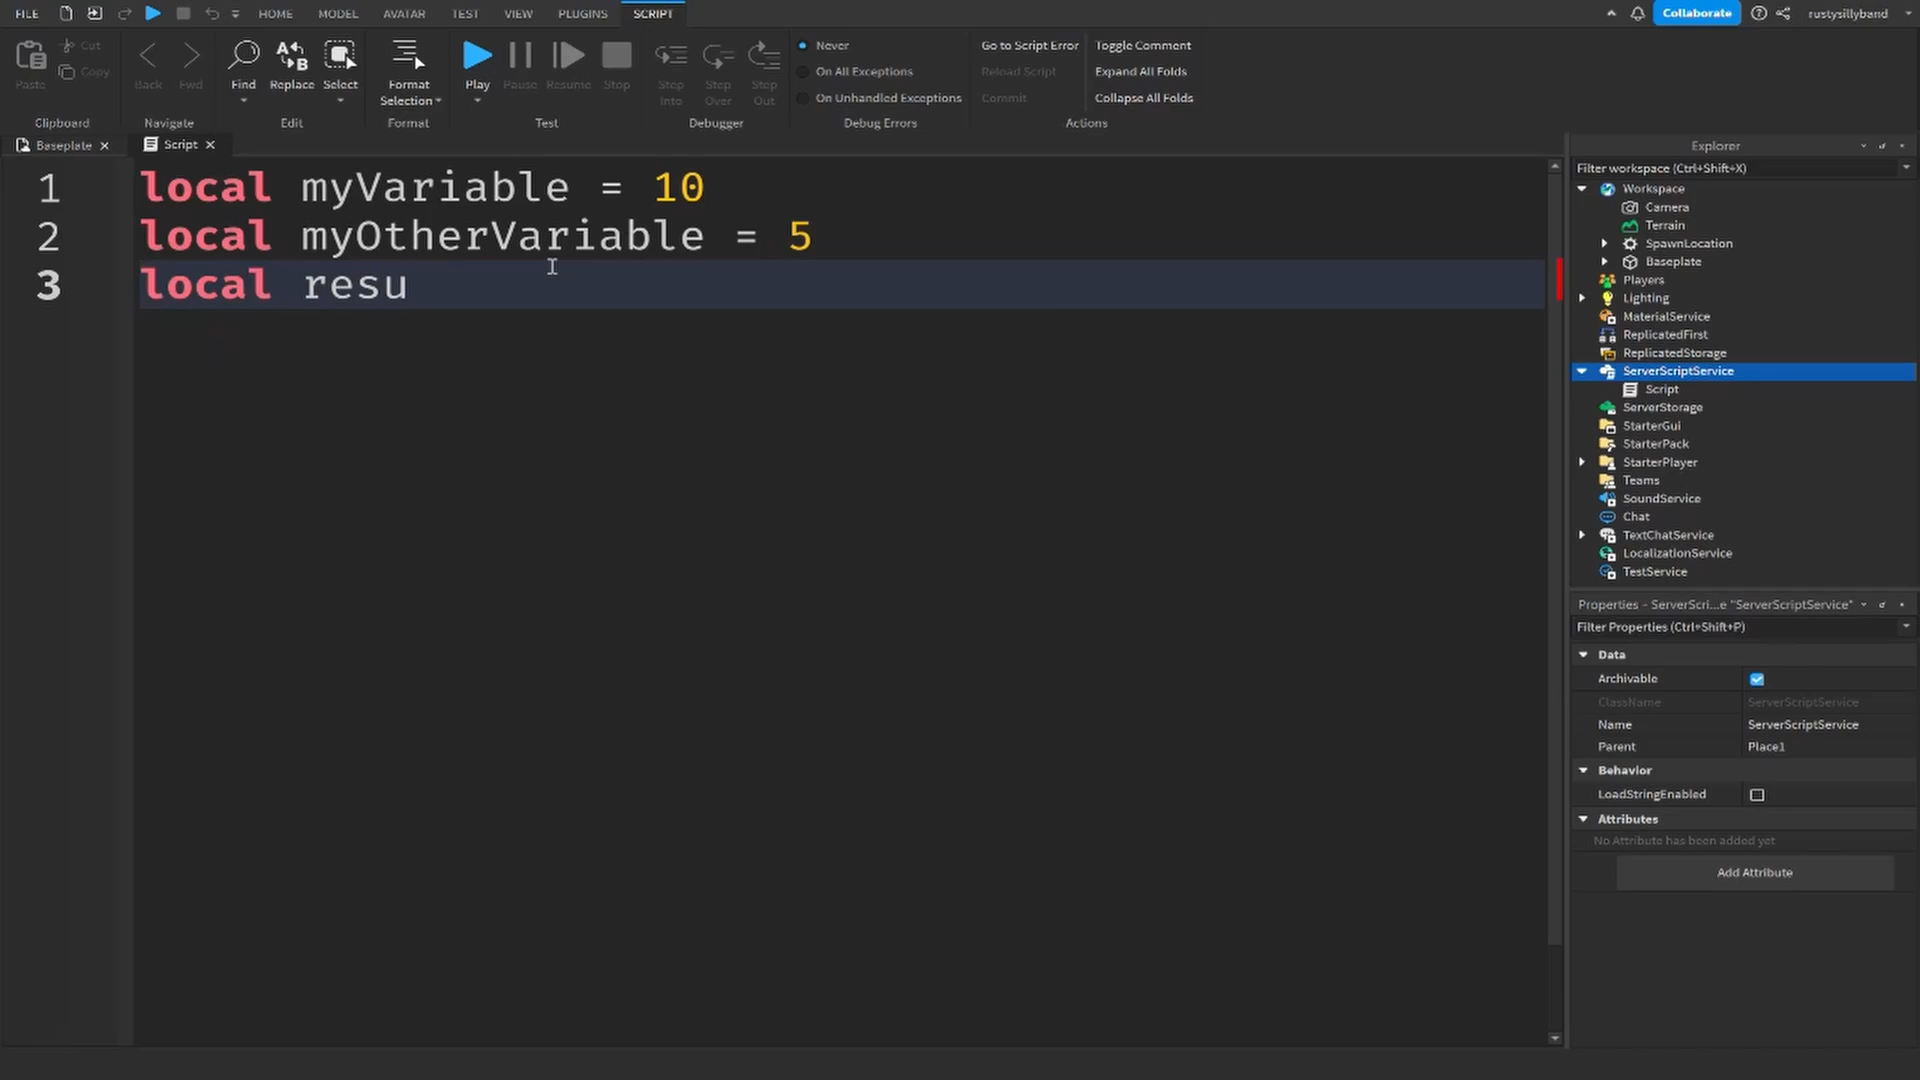 FILE HOME MODEL AVATAR TEST VIEW PLUGINS SCRIPT Collaborate rustysillyband
Paste Cut Copy Back Fwd Find Replace Select Format Selection Play Pause Resume Stop Step Into Step Over Step Out
Never Go to Script Error Toggle Comment
On All Exceptions Reload Script Expand All Folds
On Unhandled Exceptions Commit Collapse All Folds
Clipboard Navigate Edit Format Test Debugger Debug Errors Actions
Baseplate Script
1 local myVariable = 10
2 local myOtherVariable = 5
3 local resu
Explorer
Filter workspace (Ctrl+Shift+X)
Workspace
Camera
Terrain
SpawnLocation
Baseplate
Players
Lighting
MaterialService
ReplicatedFirst
ReplicatedStorage
ServerScriptService
Script
ServerStorage
StarterGui
StarterPack
StarterPlayer
Teams
SoundService
Chat
TextChatService
LocalizationService
TestService
Properties - ServerScri...e "ServerScriptService"
Filter Properties (Ctrl+Shift+P)
Data
Archivable
ClassName ServerScriptService
Name ServerScriptService
Parent Place1
Behavior
LoadStringEnabled
Attributes
No Attribute has been added yet
Add Attribute